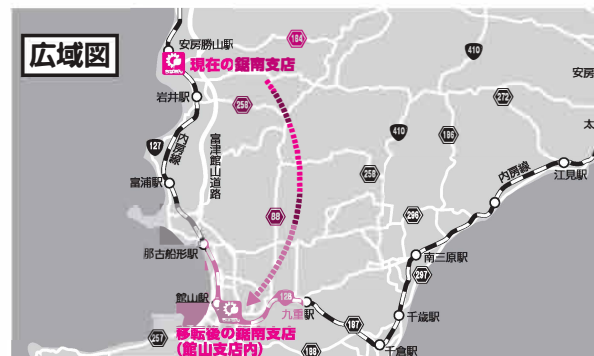 広域図
安房勝山駅
現在の鋸南支店
184
410
安房
岩井駅
256
272
127
内房線
富津館山道路
410
186
太
富浦駅
258
内房線
江見駅
88
296
那古船形駅
南三原駅
297
館山駅
128
九重駅
187
千歳駅
257
移転後の鋸南支店
(館山支店内)
188
千倉駅